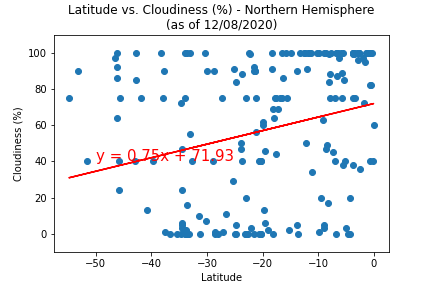 Latitude vs. Cloudiness (%) - Northern Hemisphere
(as of 12/08/2020)
100
80
60
40
20
0
Cloudiness (%)
y = 0.75x + 71.93
−50
−40
−30
−20
−10
0
Latitude